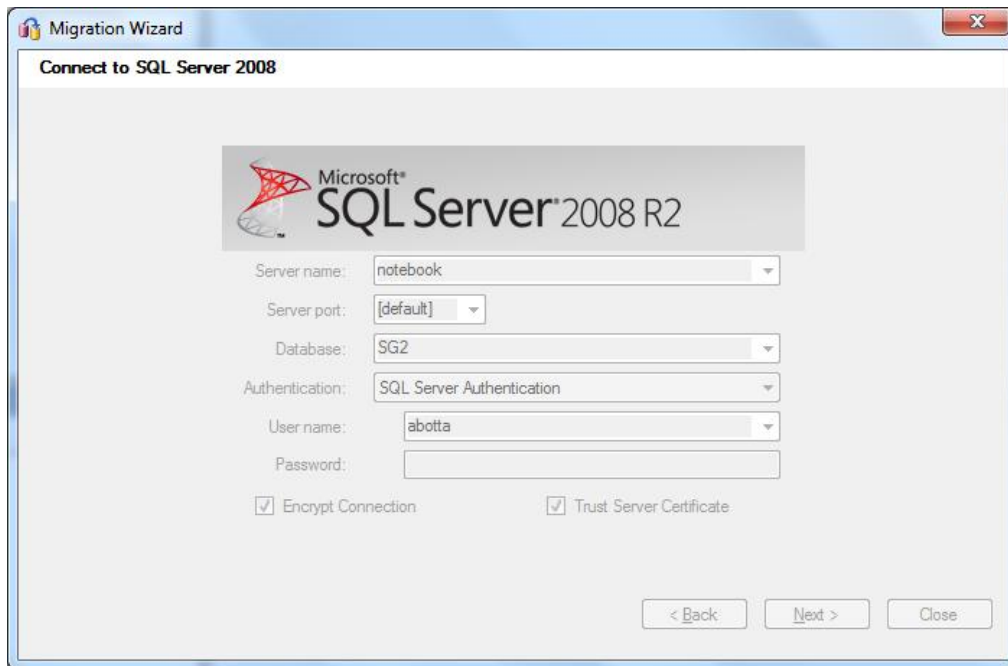 Migration Wizard
Connect to SQL Server 2008
Microsoft®
SQL Server® 2008 R2
™
Server name: notebook
Server port: [default]
Database: SG2
Authentication: SQL Server Authentication
User name: abotta
Password:
Encrypt Connection Trust Server Certificate
< Back Next > Close